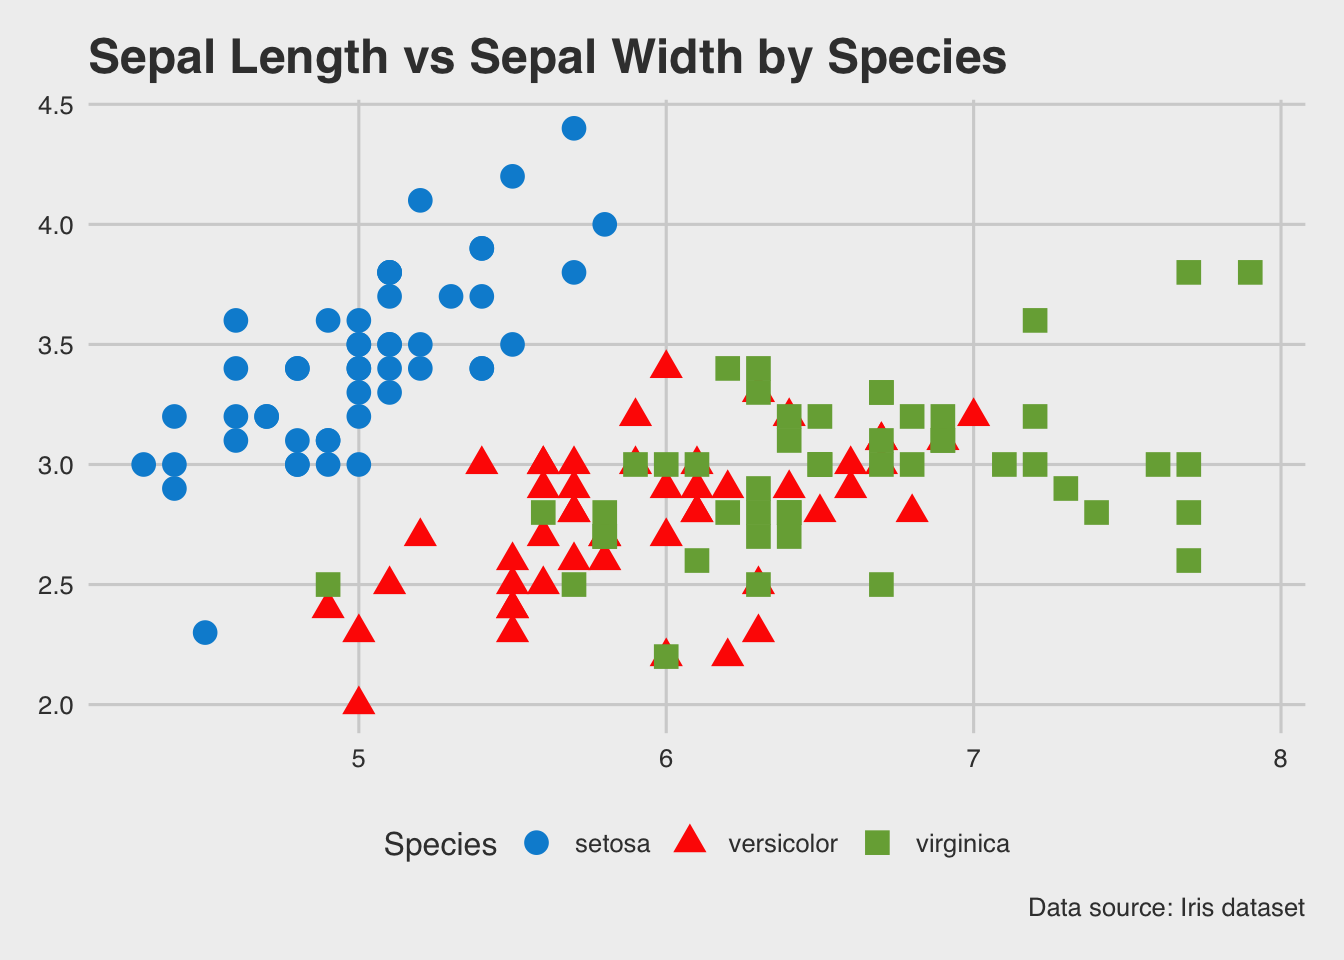 Sepal Length vs Sepal Width by Species
4.5
4.0
3.5
3.0
2.5
2.0
5 6 7 8
Species setosa versicolor virginica
Data source: Iris dataset